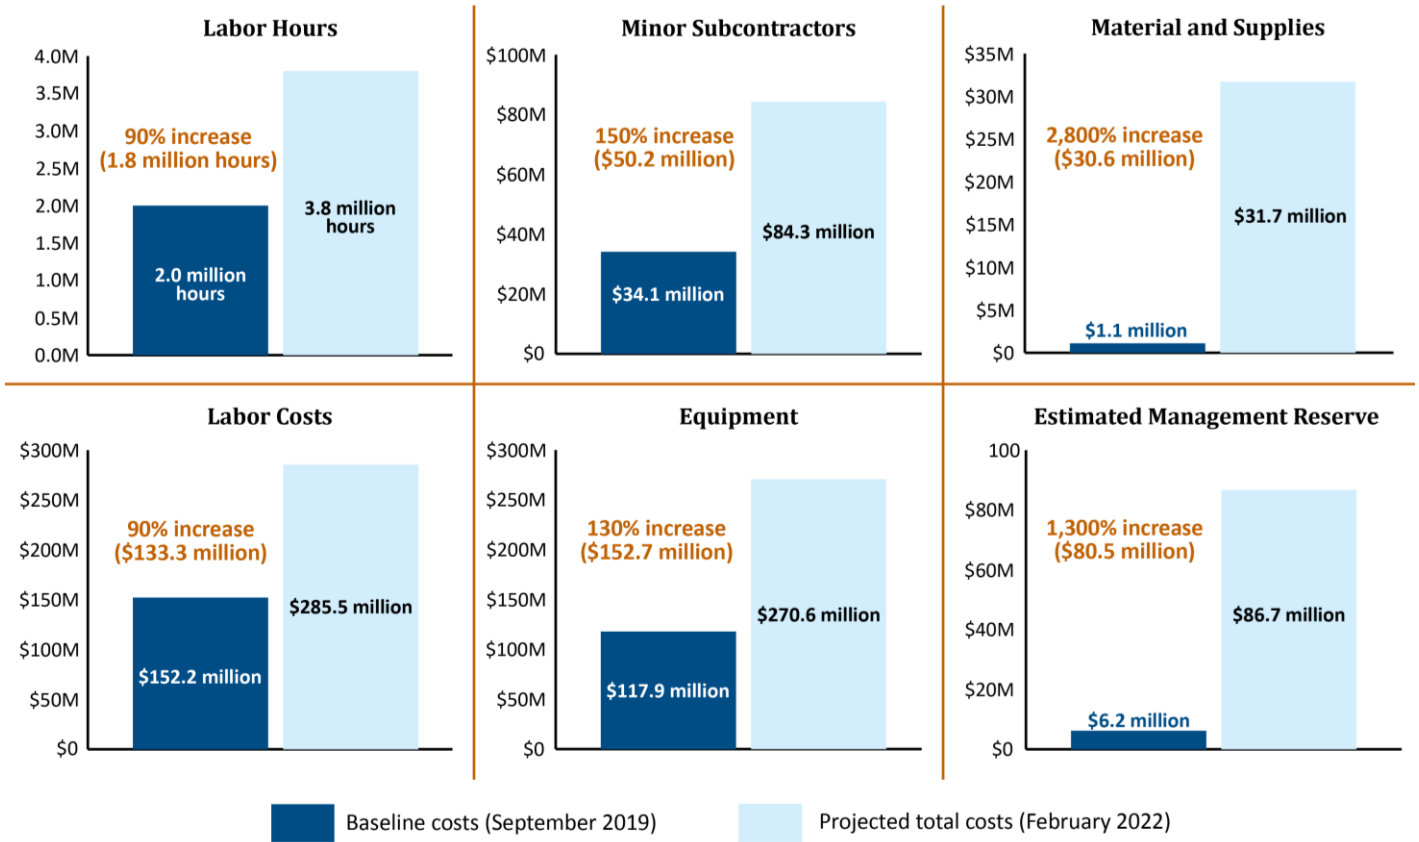 Labor Hours
4.0M
3.5M
3.0M
2.5M
2.0M
1.5M
1.0M
0.5M
0.0M
90% increase
(1.8 million hours)
2.0 million
hours
3.8 million
hours
Minor Subcontractors
$100M
$80M
$60M
$40M
$20M
$0
150% increase
($50.2 million)
$34.1 million
$84.3 million
Material and Supplies
$35M
$30M
$25M
$20M
$15M
$10M
$5M
$0
2,800% increase
($30.6 million)
$1.1 million
$31.7 million
Labor Costs
$300M
$250M
$200M
$150M
$100M
$50M
$0
90% increase
($133.3 million)
$152.2 million
$285.5 million
Equipment
$300M
$250M
$200M
$150M
$100M
$50M
$0
130% increase
($152.7 million)
$117.9 million
$270.6 million
Estimated Management Reserve
100
$80M
$60M
$40M
$20M
$0
1,300% increase
($80.5 million)
$6.2 million
$86.7 million
Baseline costs (September 2019)
Projected total costs (February 2022)